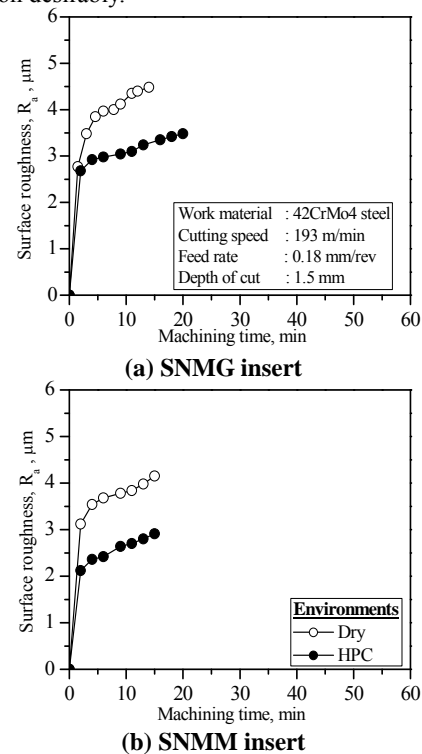 on desirably.
6
5
4
3
2
1
0
Surface roughness, Rₐ, μm
Work material : 42CrMo4 steel
Cutting speed : 193 m/min
Feed rate : 0.18 mm/rev
Depth of cut : 1.5 mm
0 10 20 30 40 50 60
Machining time, min
(a) SNMG insert
6
5
4
3
2
1
0
Surface roughness, Rₐ , μm
Environments
Dry
HPC
0 10 20 30 40 50 60
Machining time, min
(b) SNMM insert